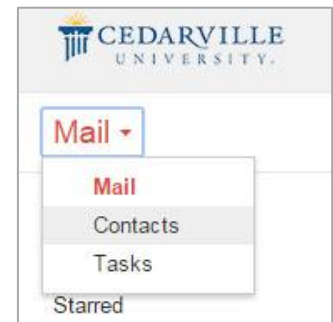 CEDARVILLE
UNIVERSITY.
Mail
Mail
Contacts
Tasks
Starred